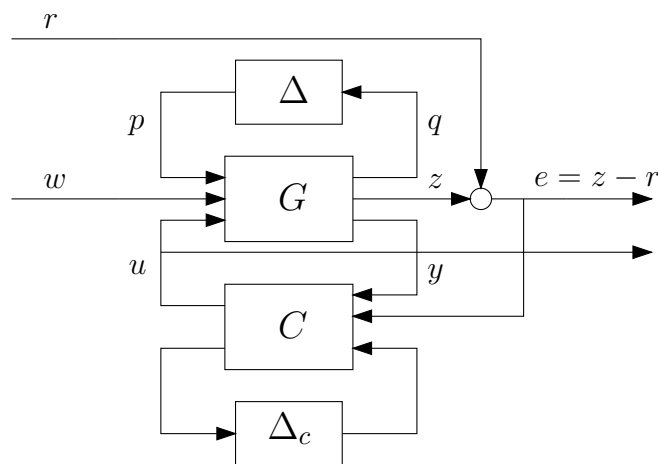 r
Δ
p q
w G z e = z − r
u y
C
Δ_c